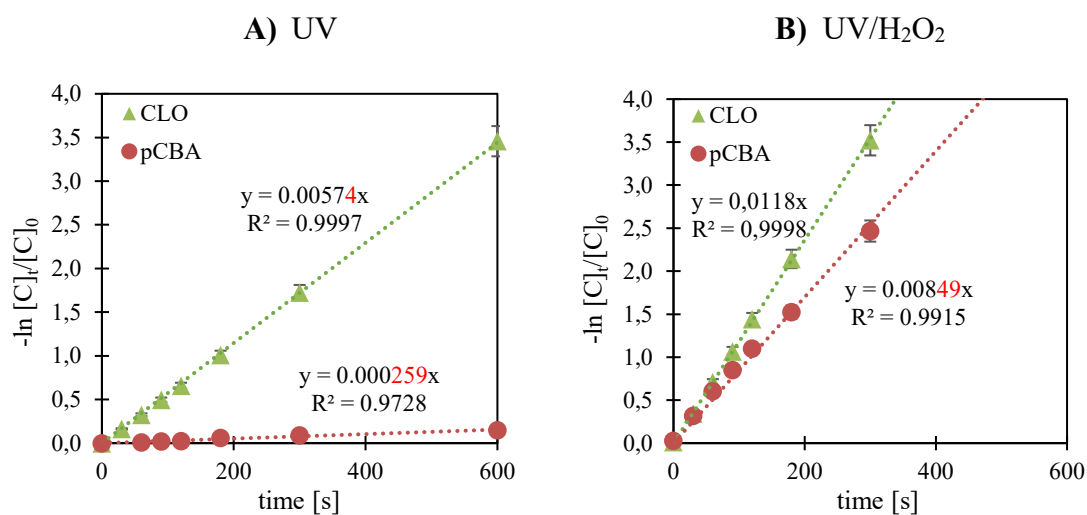 A) UV
4,0
3,5
3,0
2,5
2,0
1,5
1,0
0,5
0,0
-ln [C]ₜ/[C]₀
CLO
pCBA
y = 0.00574x
R² = 0.9997
y = 0.000259x
R² = 0.9728
0 200 400 600
time [s]
B) UV/H₂O₂
4,0
3,5
3,0
2,5
2,0
1,5
1,0
0,5
0,0
-ln [C]ₜ/[C]₀
CLO
pCBA
y = 0,0118x
R² = 0,9998
y = 0.00849x
R² = 0.9915
0 200 400 600
time [s]